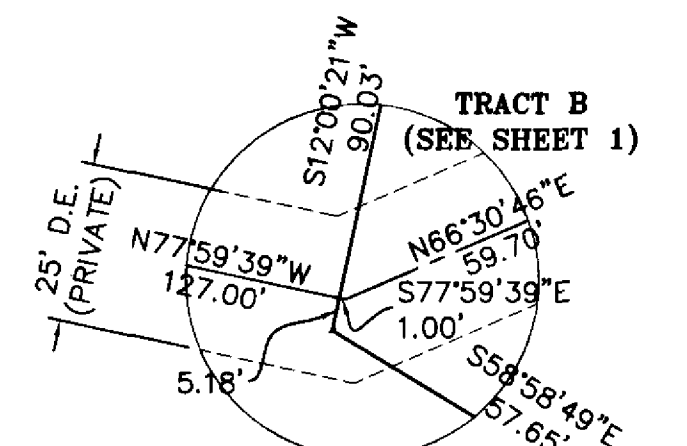 S12°00'21"W
90.03'
TRACT B
(SEE SHEET 1)
25' D.E.
(PRIVATE)
N77°59'39"W
127.00'
N66°30'46"E
59.70'
S77°59'39"E
1.00'
5.18'
S58°58'49"E
57.65'